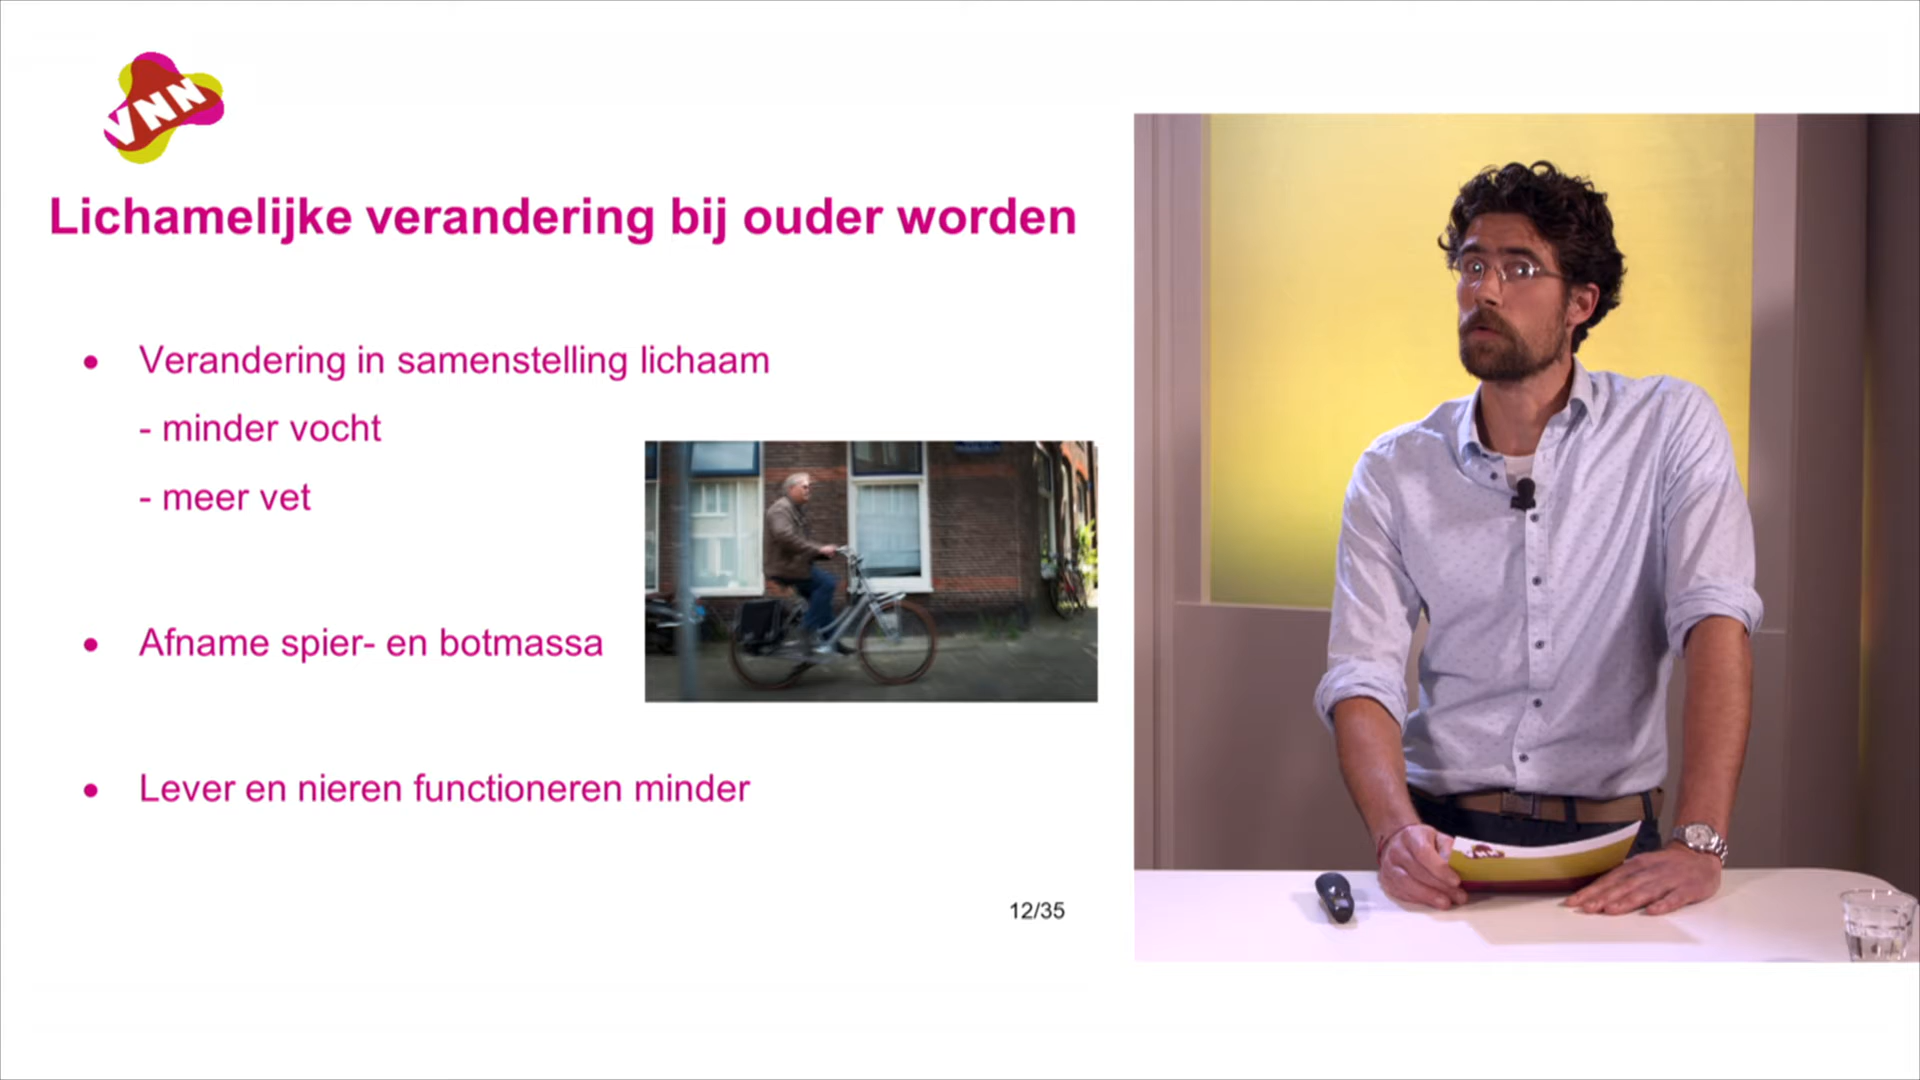 VNN
Lichamelijke verandering bij ouder worden
• Verandering in samenstelling lichaam
- minder vocht
- meer vet
• Afname spier- en botmassa
• Lever en nieren functioneren minder
12/35
VNN